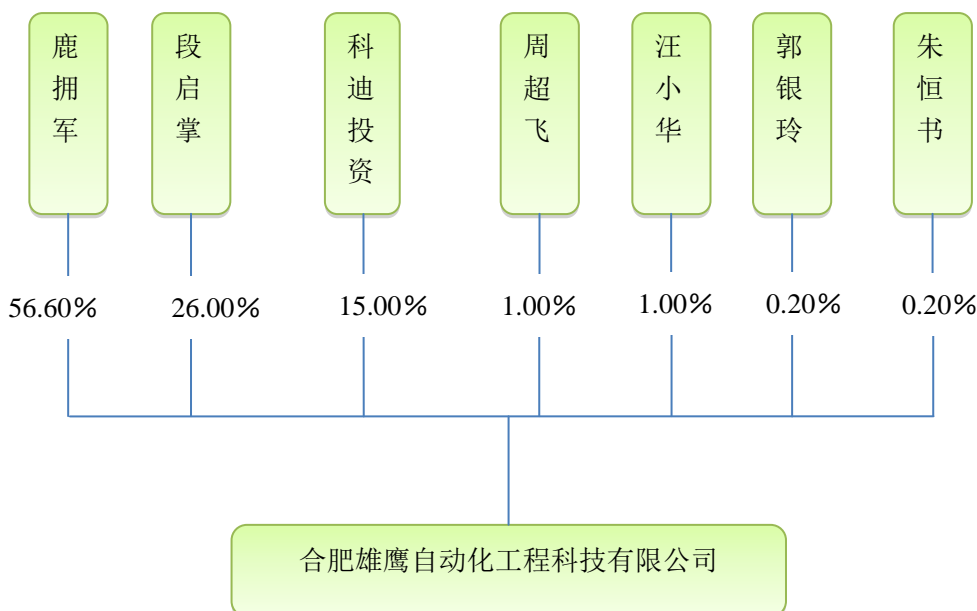 鹿拥军
段启掌
科迪投资
周超飞
汪小华
郭银玲
朱恒书
56.60%
26.00%
15.00%
1.00%
1.00%
0.20%
0.20%
合肥雄鹰自动化工程科技有限公司